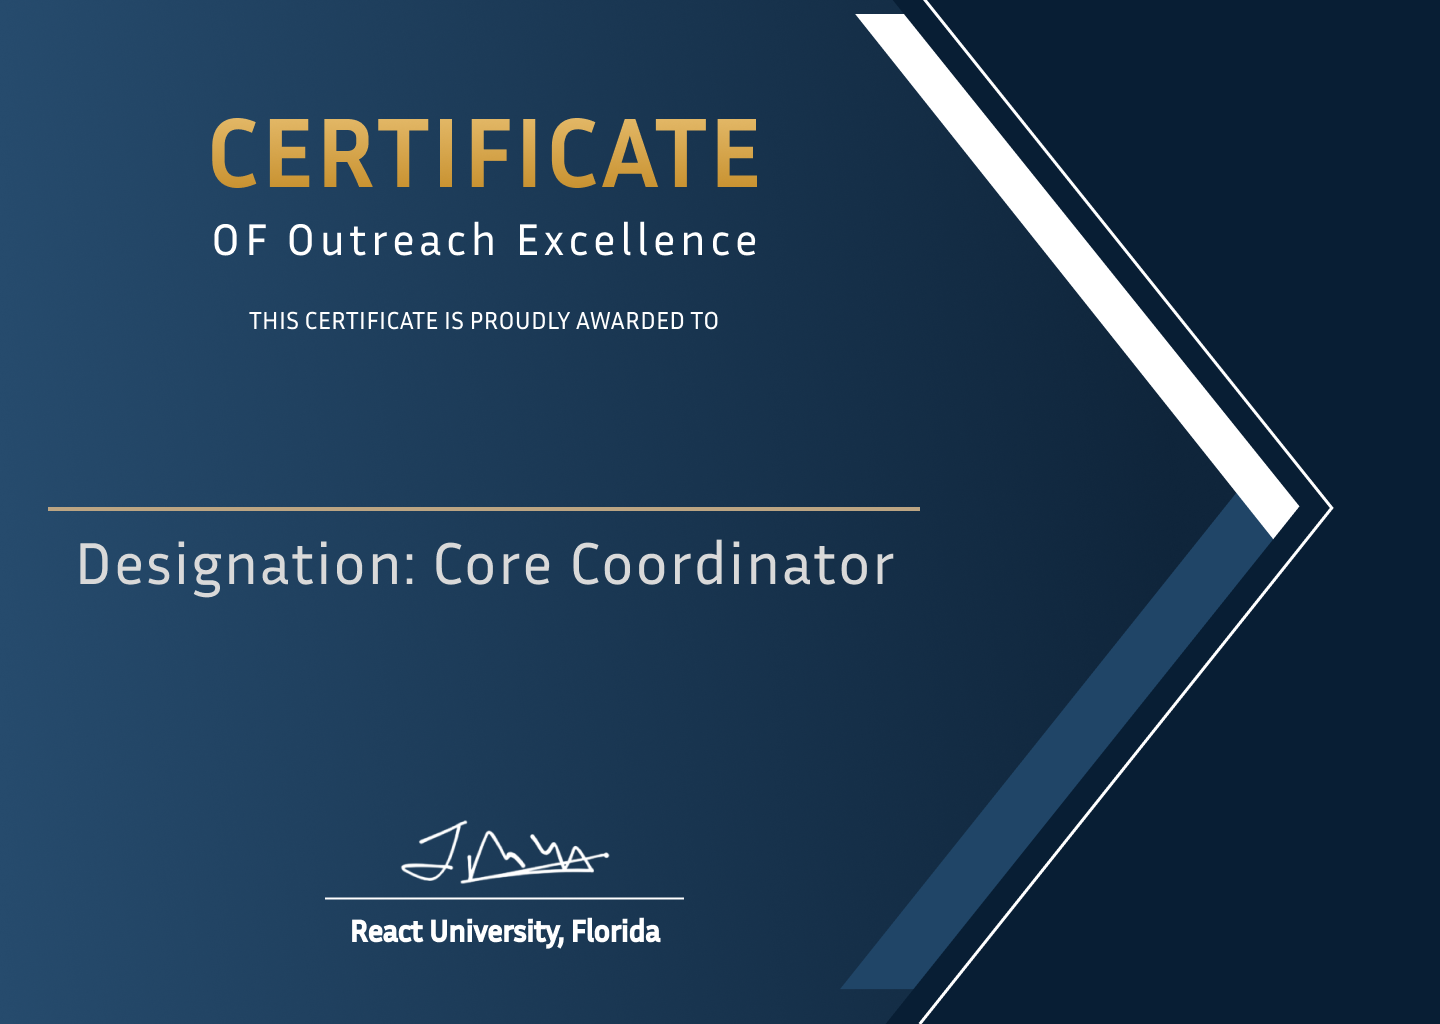 CERTIFICATE
OF Outreach Excellence
THIS CERTIFICATE IS PROUDLY AWARDED TO
Designation: Core Coordinator
React University, Florida